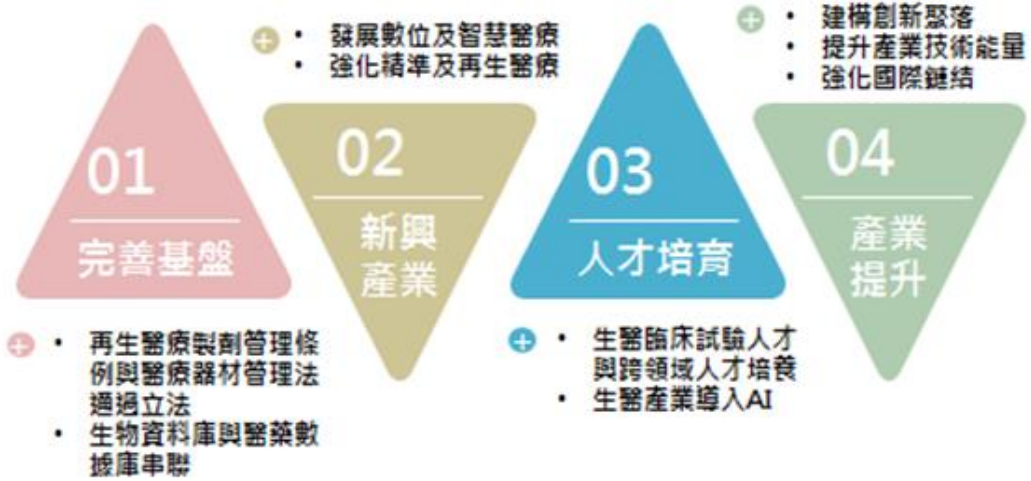 01
完善基盤
• 再生醫療製劑管理條
例與醫療器材管理法
通過立法
• 生物資料庫與醫藥數
據庫串聯
• 發展數位及智慧醫療
• 強化精準及再生醫療
02
新興
產業
03
人才培育
• 生醫臨床試驗人才
與跨領域人才培養
• 生醫產業導入AI
• 建構創新聚落
• 提升產業技術能量
• 強化國際鏈結
04
產業
提升